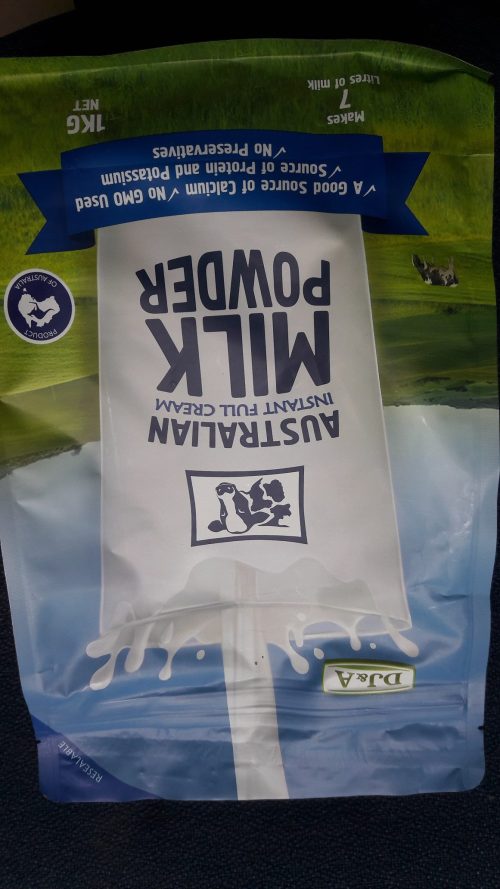 RESEALABLE
DJ&A
AUSTRALIAN
INSTANT FULL CREAM
MILK
POWDER
PRODUCT
OF AUSTRALIA
✓A Good Source of Calcium ✓No GMO Used
✓Source of Protein and Potassium
✓No Preservatives
Makes
7
Litres of milk
1KG
NET